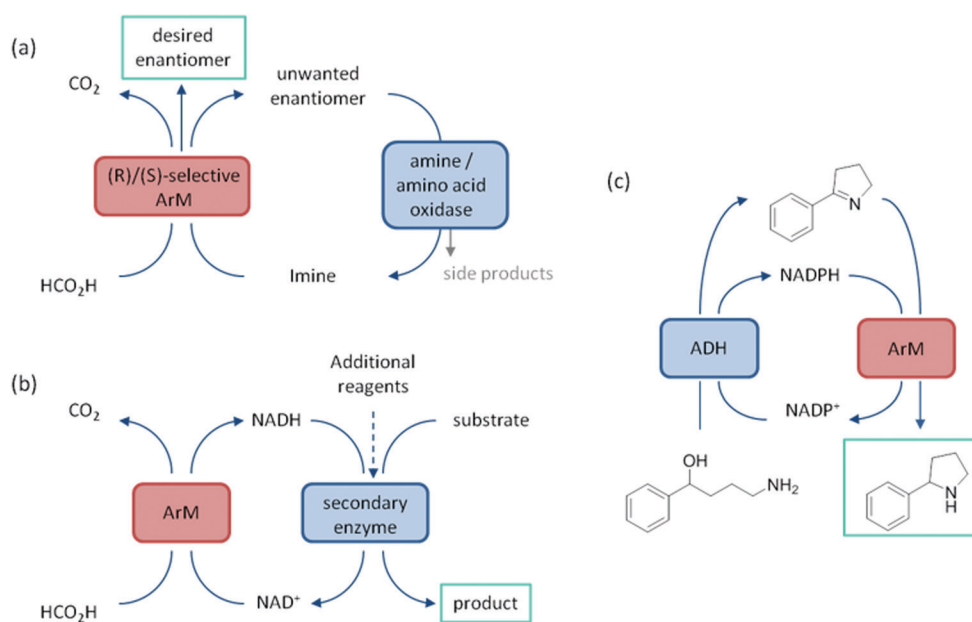 (a)
desired
enantiomer
CO₂
unwanted
enantiomer
(R)/(S)-selective
ArM
amine /
amino acid
oxidase
HCO₂H
Imine
side products
(b)
CO₂
NADH
Additional
reagents
substrate
ArM
secondary
enzyme
HCO₂H
NAD⁺
product
(c)
N
NADPH
ADH
ArM
NADP⁺
OH
NH₂
N
H